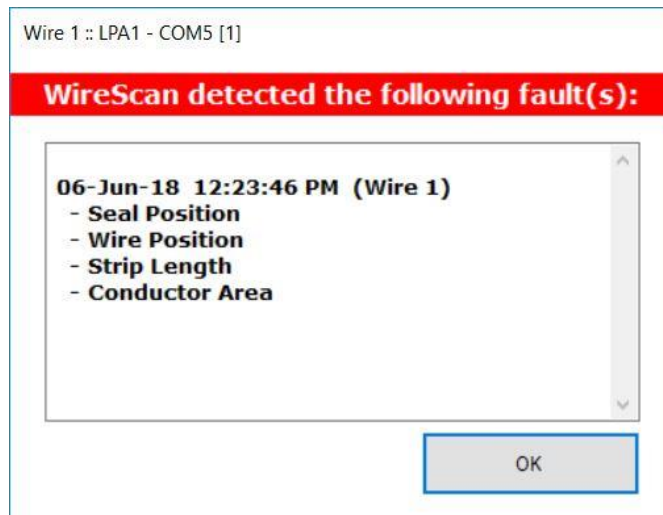 Wire 1 :: LPA1 - COM5 [1]
WireScan detected the following fault(s):
06-Jun-18 12:23:46 PM (Wire 1)
- Seal Position
- Wire Position
- Strip Length
- Conductor Area
OK